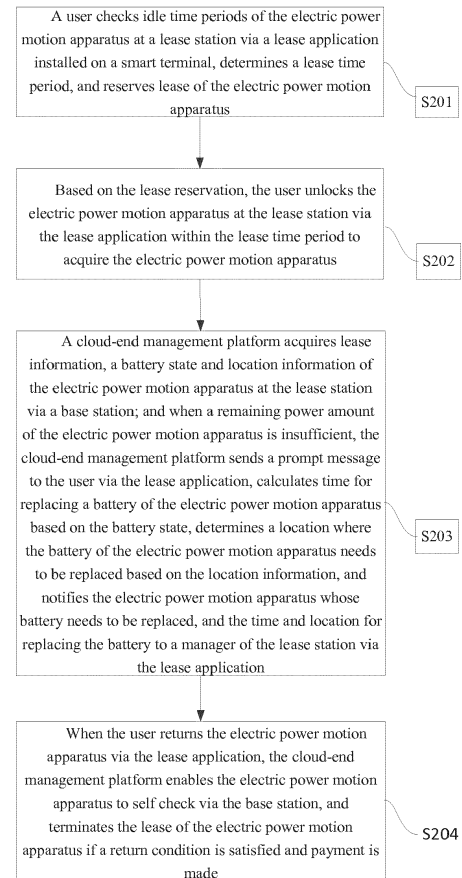 A user checks idle time periods of the electric power
motion apparatus at a lease station via a lease application
installed on a smart terminal, determines a lease time
period, and reserves lease of the electric power motion
apparatus
S201
Based on the lease reservation, the user unlocks the
electric power motion apparatus at the lease station via
the lease application within the lease time period to
acquire the electric power motion apparatus
S202
A cloud-end management platform acquires lease
information, a battery state and location information of
the electric power motion apparatus at the lease station
via a base station; and when a remaining power amount
of the electric power motion apparatus is insufficient, the
cloud-end management platform sends a prompt message
to the user via the lease application, calculates time for
replacing a battery of the electric power motion apparatus
based on the battery state, determines a location where
the battery of the electric power motion apparatus needs
to be replaced based on the location information, and
notifies the electric power motion apparatus whose
battery needs to be replaced, and the time and location for
replacing the battery to a manager of the lease station via
the lease application
S203
When the user returns the electric power motion
apparatus via the lease application, the cloud-end
management platform enables the electric power motion
apparatus to self check via the base station, and
terminates the lease of the electric power motion
apparatus if a return condition is satisfied and payment is
made
S204